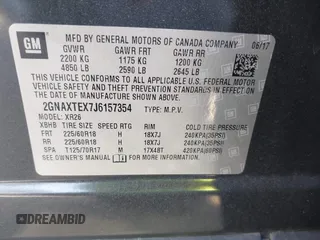 GM
MFD BY GENERAL MOTORS OF CANADA COMPANY 06/17
GVWR GAWR FRT GAWR RR
2200 KG 1175 KG 1200 KG
4850 LB 2590 LB 2645 LB
THIS VEHICLE CONFORMS TO ALL APPLICABLE U.S. FEDERAL MOTOR
VEHICLE SAFETY, BUMPER, AND THEFT PREVENTION STANDARDS
IN EFFECT ON THE DATE OF MANUFACTURE SHOWN ABOVE.
2GNAXTEX7J6157354 TYPE: M.P.V.
MODEL: XR26
XBHB TIRE SIZE SPEED RTG RIM COLD TIRE PRESSURE
FRT 225/60R18 H 18X7J 240KPA(35PSI)
RR 225/60R18 H 18X7J 240KPA(35PSI)
SPA T125/70R17 M 17X4BT 420KPA(60PSI)
SEE OWNER'S MANUAL FOR ADDITIONAL INFORMATION.
DREAMBID